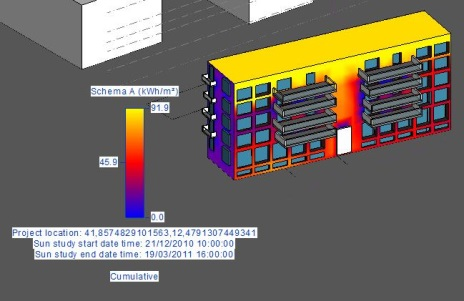 Schema A (kWh/m²)
91.9
45.9
0.0
Project location: 41,8574829101563,12,4791307449341
Sun study start date time: 21/12/2010 10:00:00
Sun study end date time: 19/03/2011 16:00:00
Cumulative